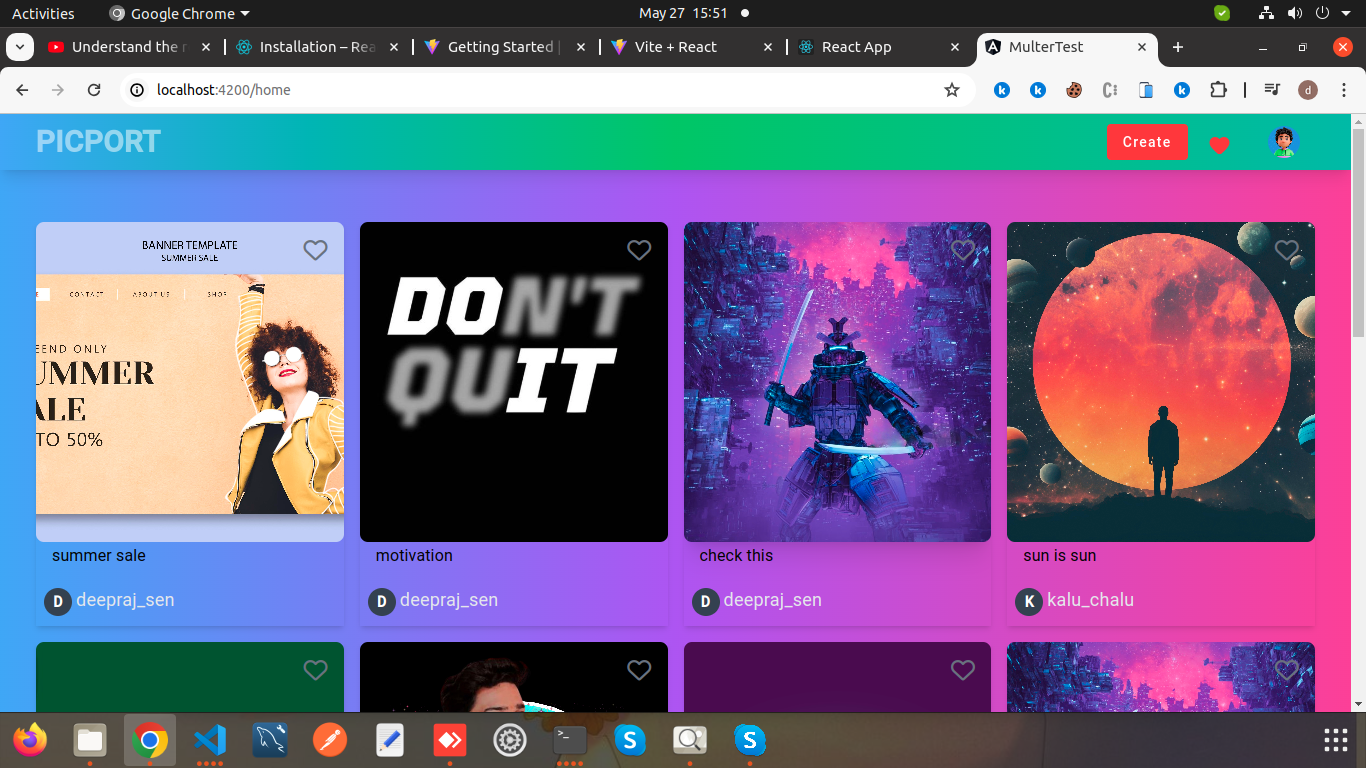 Activities Google Chrome May 27 15:51
Understand the r Installation – Rea Getting Started | Vite + React React App MulterTest
localhost:4200/home d
PICPORT Create
BANNER TEMPLATE
SUMMER SALE
CONTACT ABOUT US SHOP
EEND ONLY
UMMER
ALE
TO 50%
DON'T
QUIT
summer sale motivation check this sun is sun
D deepraj_sen D deepraj_sen D deepraj_sen K kalu_chalu